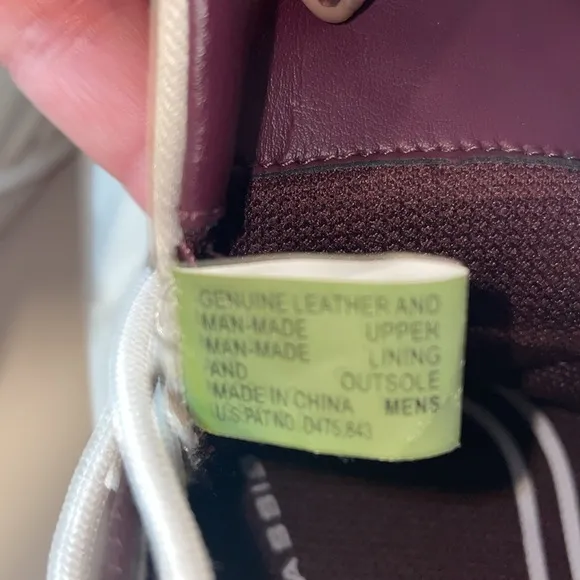 GENUINE LEATHER AND
MAN-MADE UPPER
MAN-MADE LINING
AND OUTSOLE
MADE IN CHINA MENS
U.S.PAT.NO. D475,843